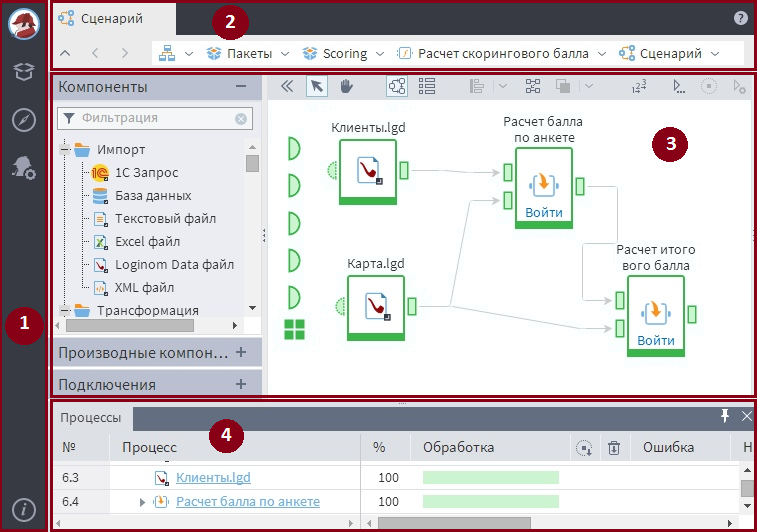 Сценарий
2
?
Пакеты
Scoring
Расчет скорингового балла
Сценарий
Компоненты
Фильтрация
Импорт
1С Запрос
База данных
Текстовый файл
Excel файл
Loginom Data файл
XML файл
Трансформация
Производные компон...
Подключения
1
123
Клиенты.lgd
Расчет балла
по анкете
3
Войти
Карта.lgd
Расчет итого
вого балла
Войти
Процессы
4
№ Процесс % Обработка Ошибка Н
6.3 Клиенты.lgd 100
6.4 Расчет балла по анкете 100